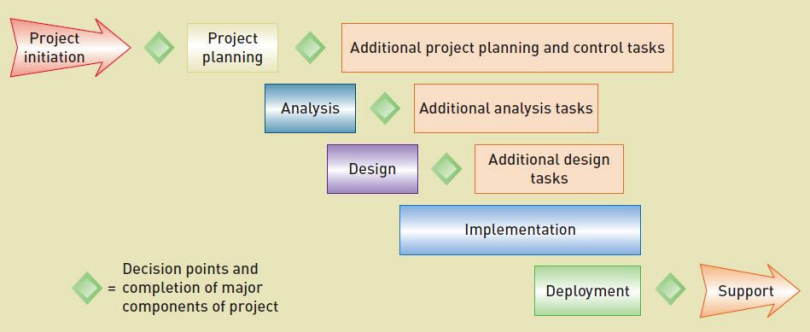 Project
initiation
Project
planning
Additional project planning and control tasks
Analysis
Additional analysis tasks
Design
Additional design
tasks
Implementation
Deployment
Support
= Decision points and
completion of major
components of project